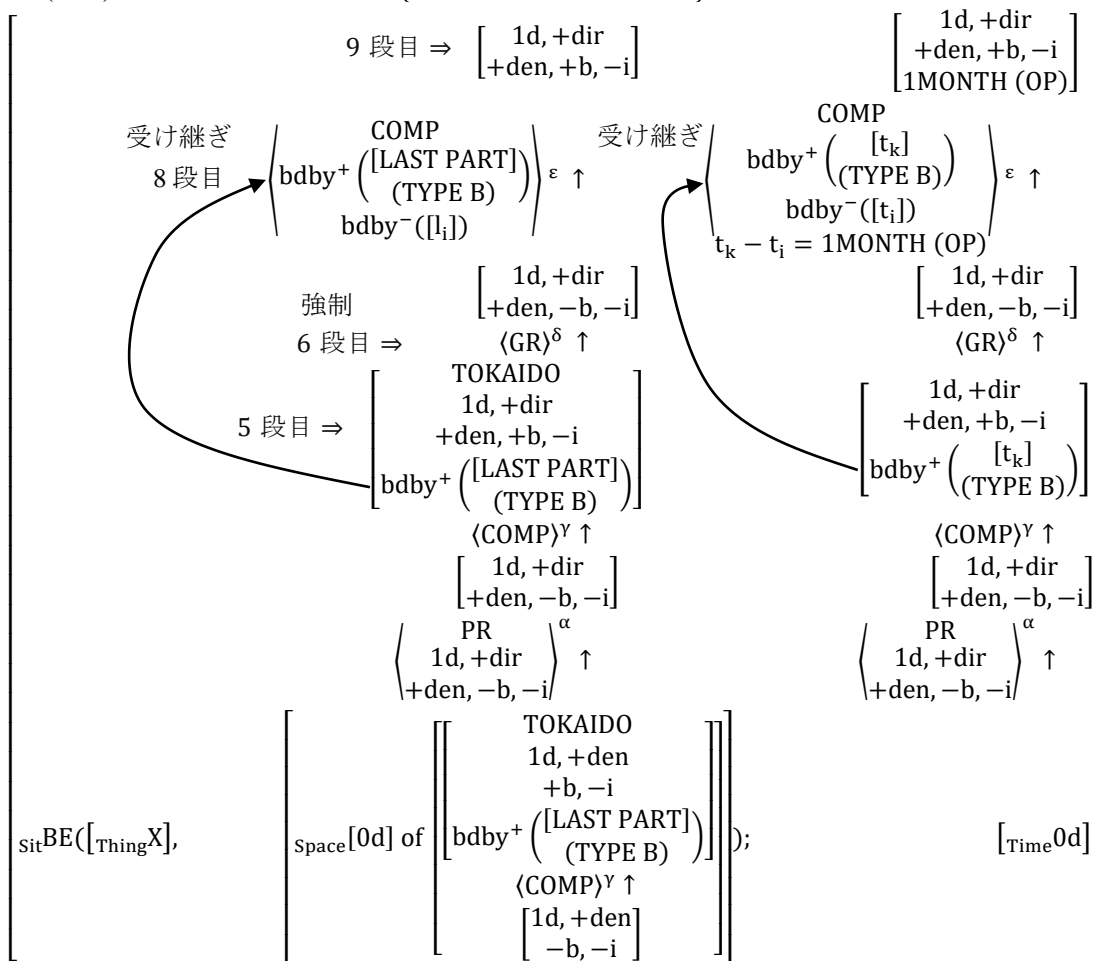 9 段目 ⇒ [1d, +dir [1d, +dir
+den, +b, −i] +den, +b, −i
1MONTH (OP)]
受け継ぎ COMP 受け継ぎ COMP
8 段目 ⟨bdby⁺([LAST PART] (TYPE B)) ⟩ᵋ ↑ ⟨bdby⁺([tₖ] (TYPE B)) ⟩ᵋ ↑
bdby⁻([lᵢ]) bdby⁻([tᵢ])
tₖ − tᵢ = 1MONTH (OP)
強制 [1d, +dir [1d, +dir
+den, −b, −i] +den, −b, −i]
6 段目 ⇒ ⟨GR⟩ᵟ ↑ ⟨GR⟩ᵟ ↑
[TOKAIDO
1d, +dir [1d, +dir
5 段目 ⇒ +den, +b, −i +den, +b, −i
bdby⁺([LAST PART] (TYPE B))] bdby⁺([tₖ] (TYPE B))]
⟨COMP⟩ᵞ ↑ ⟨COMP⟩ᵞ ↑
[1d, +dir [1d, +dir
+den, −b, −i] +den, −b, −i]
⟨PR ⟨PR
1d, +dir 1d, +dir
+den, −b, −i⟩ᵅ ↑ +den, −b, −i⟩ᵅ ↑
[[TOKAIDO
1d, +den
+b, −i
[SitBE([ThingX], [Space[0d] of bdby⁺([LAST PART] (TYPE B))]]]); [Time0d]
⟨COMP⟩ᵞ ↑
[1d, +den
−b, −i]